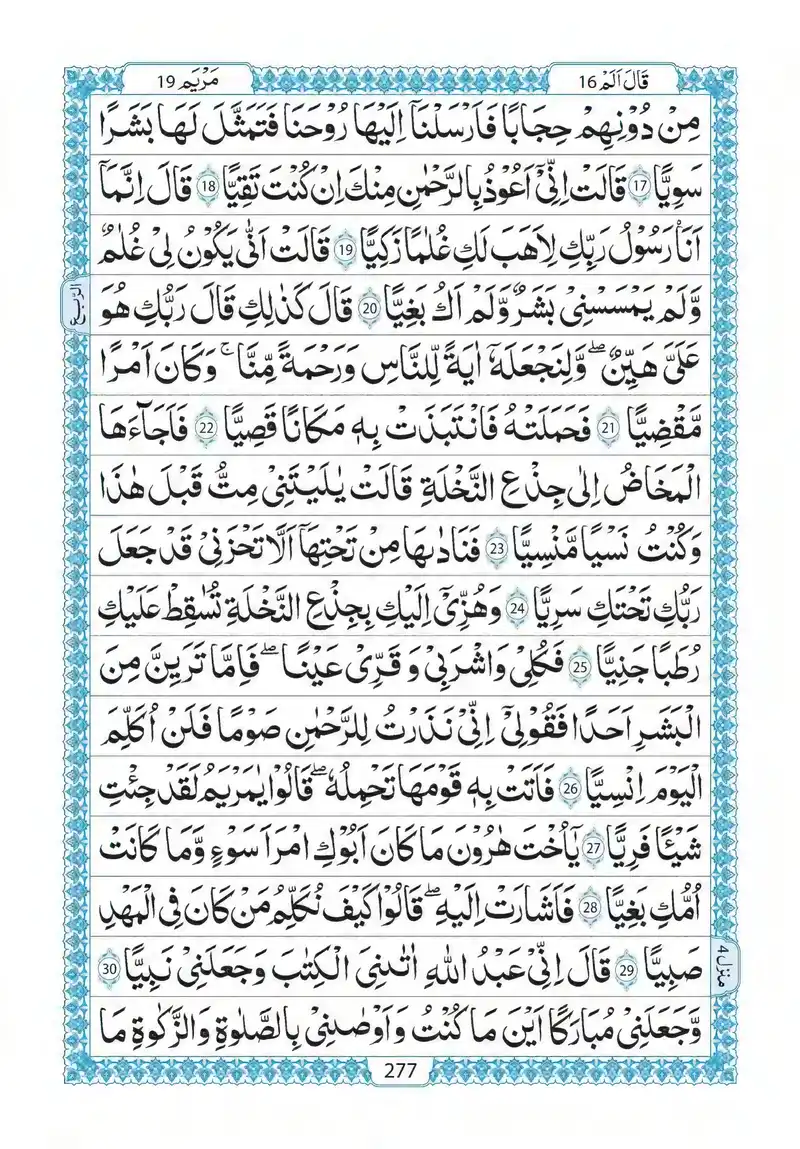 قَالَ اَلَمْ 16
مَرْيَم 19
مِنْ دُوْنِهِمْ حِجَابًا فَاَرْسَلْنَاۤ اِلَيْهَا رُوْحَنَا فَتَمَثَّلَ لَهَا بَشَرًا
سَوِيًّا 17 قَالَتْ اِنِّيْۤ اَعُوْذُ بِالرَّحْمٰنِ مِنْكَ اِنْ كُنْتَ تَقِيًّا 18 قَالَ اِنَّمَاۤ
اَنَا رَسُوْلُ رَبِّكِ لِاَهَبَ لَكِ غُلٰمًا زَكِيًّا 19 قَالَتْ اَنّٰى يَكُوْنُ لِيْ غُلٰمٌ
وَّلَمْ يَمْسَسْنِيْ بَشَرٌ وَّلَمْ اَكُ بَغِيًّا 20 قَالَ كَذٰلِكِ قَالَ رَبُّكِ هُوَ
الربع
عَلَيَّ هَيِّنٌ ۖ وَلِنَجْعَلَهٗۤ اٰيَةً لِّلنَّاسِ وَرَحْمَةً مِّنَّا ۚ وَكَانَ اَمْرًا
مَّقْضِيًّا 21 فَحَمَلَتْهُ فَانْتَبَذَتْ بِهٖ مَكَانًا قَصِيًّا 22 فَاَجَآءَهَا
الْمَخَاضُ اِلٰى جِذْعِ النَّخْلَةِ قَالَتْ يٰلَيْتَنِيْ مِتُّ قَبْلَ هٰذَا
وَكُنْتُ نَسْيًا مَّنْسِيًّا 23 فَنَادٰىهَا مِنْ تَحْتِهَاۤ اَلَّا تَحْزَنِيْ قَدْ جَعَلَ
رَبُّكِ تَحْتَكِ سَرِيًّا 24 وَهُزِّيْۤ اِلَيْكِ بِجِذْعِ النَّخْلَةِ تُسٰقِطْ عَلَيْكِ
رُطَبًا جَنِيًّا 25 فَكُلِيْ وَاشْرَبِيْ وَقَرِّيْ عَيْنًا ۖ فَاِمَّا تَرَيِنَّ مِنَ
الْبَشَرِ اَحَدًا فَقُوْلِيْۤ اِنِّيْ نَذَرْتُ لِلرَّحْمٰنِ صَوْمًا فَلَنْ اُكَلِّمَ
الْيَوْمَ اِنْسِيًّا 26 فَاَتَتْ بِهٖ قَوْمَهَا تَحْمِلُهٗ ۖ قَالُوْا يٰمَرْيَمُ لَقَدْ جِئْتِ
شَيْـًٔا فَرِيًّا 27 يٰۤاُخْتَ هٰرُوْنَ مَا كَانَ اَبُوْكِ امْرَاَ سَوْءٍ وَّمَا كَانَتْ
اُمُّكِ بَغِيًّا 28 فَاَشَارَتْ اِلَيْهِ ۖ قَالُوْا كَيْفَ نُكَلِّمُ مَنْ كَانَ فِي الْمَهْدِ
صَبِيًّا 29 قَالَ اِنِّيْ عَبْدُ اللّٰهِ اٰتٰىنِيَ الْكِتٰبَ وَجَعَلَنِيْ نَبِيًّا 30
منزل 4
وَّجَعَلَنِيْ مُبَارَكًا اَيْنَ مَا كُنْتُ وَاَوْصٰنِيْ بِالصَّلٰوةِ وَالزَّكٰوةِ مَا
277